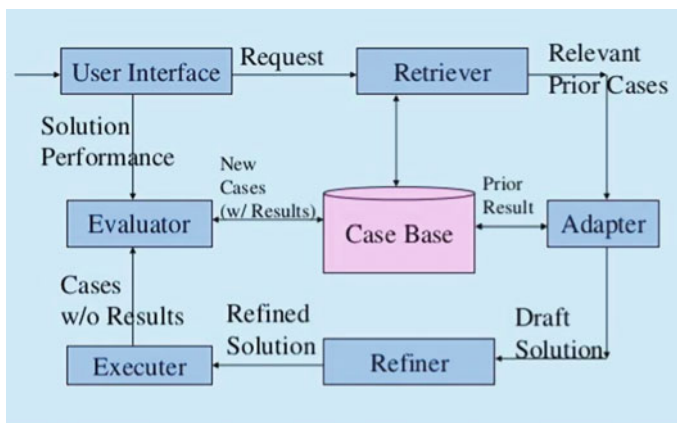 User Interface
Request
Retriever
Relevant
Prior Cases
Solution
Performance
New
Cases
(w/ Results)
Prior
Result
Evaluator
Case Base
Adapter
Cases
w/o Results
Refined
Solution
Draft
Solution
Executer
Refiner